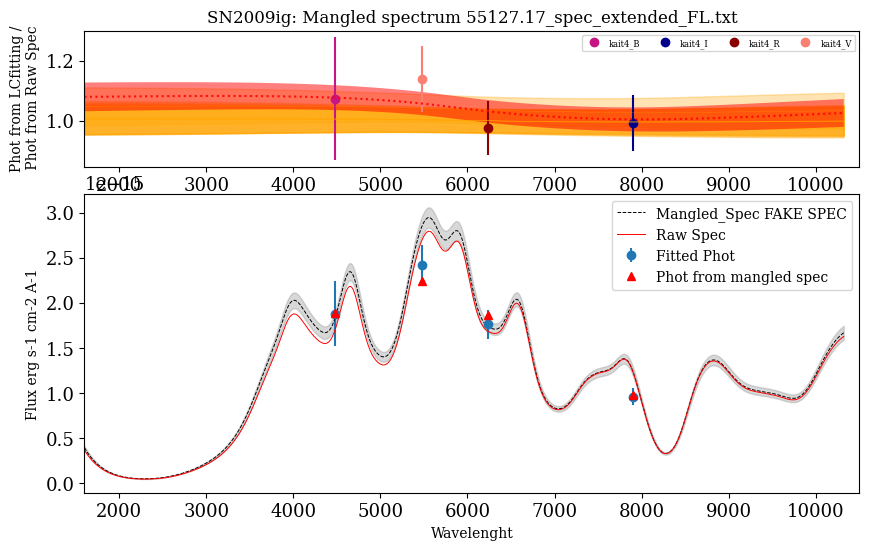 SN2009ig: Mangled spectrum 55127.17_spec_extended_FL.txt
Phot from LCfitting /
Phot from Raw Spec
kait4_B kait4_I kait4_R kait4_V
1.2
1.0
2000 3000 4000 5000 6000 7000 8000 9000 10000
1e−15
Flux erg s-1 cm-2 A-1
3.0
2.5
2.0
1.5
1.0
0.5
0.0
Mangled_Spec FAKE SPEC
Raw Spec
Fitted Phot
Phot from mangled spec
2000 3000 4000 5000 6000 7000 8000 9000 10000
Wavelenght